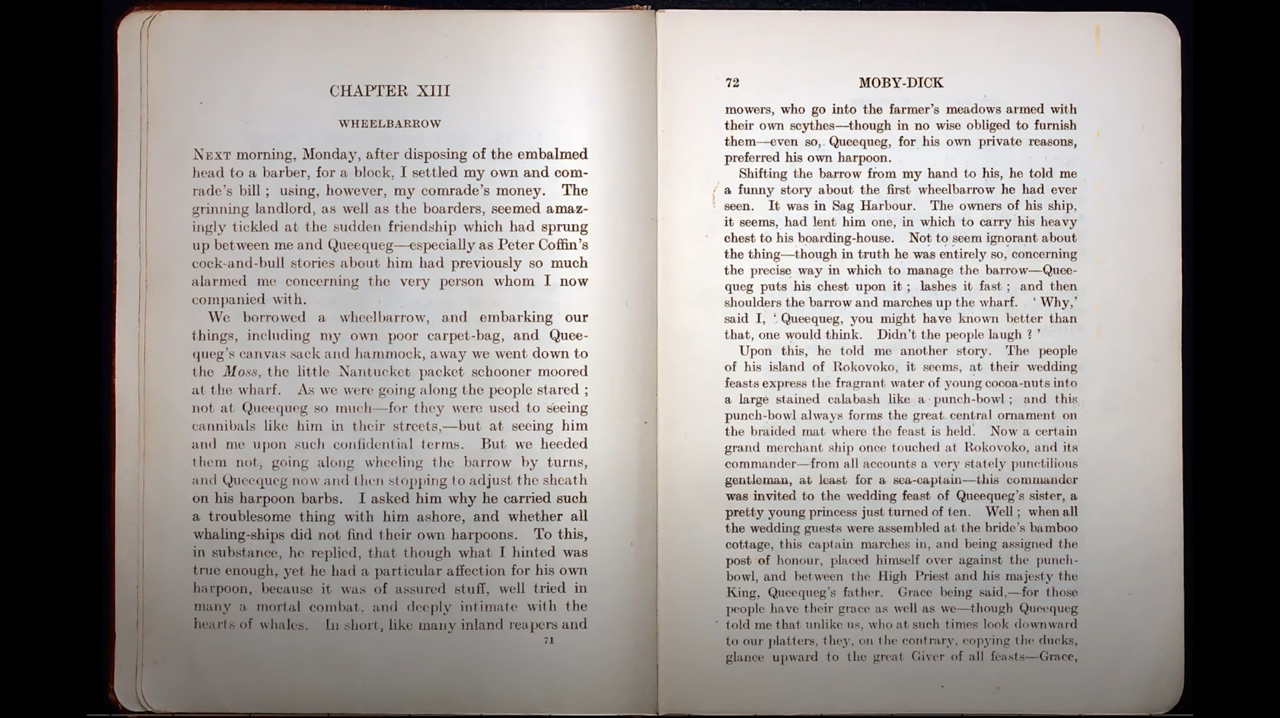 CHAPTER XIII
WHEELBARROW
NEXT morning, Monday, after disposing of the embalmed
head to a barber, for a block, I settled my own and com-
rade's bill ; using, however, my comrade's money. The
grinning landlord, as well as the boarders, seemed amaz-
ingly tickled at the sudden friendship which had sprung
up between me and Queequeg—especially as Peter Coffin's
cock-and-bull stories about him had previously so much
alarmed me concerning the very person whom I now
companied with.
We borrowed a wheelbarrow, and embarking our
things, including my own poor carpet-bag, and Quee-
queg's canvas sack and hammock, away we went down to
the Moss, the little Nantucket packet schooner moored
at the wharf. As we were going along the people stared ;
not at Queequeg so much—for they were used to seeing
cannibals like him in their streets,—but at seeing him
and me upon such confidential terms. But we heeded
them not, going along wheeling the barrow by turns,
and Queequeg now and then stopping to adjust the sheath
on his harpoon barbs. I asked him why he carried such
a troublesome thing with him ashore, and whether all
whaling-ships did not find their own harpoons. To this,
in substance, he replied, that though what I hinted was
true enough, yet he had a particular affection for his own
harpoon, because it was of assured stuff, well tried in
many a mortal combat, and deeply intimate with the
hearts of whales. In short, like many inland reapers and
71
72 MOBY-DICK
mowers, who go into the farmer's meadows armed with
their own scythes—though in no wise obliged to furnish
them—even so, Queequeg, for his own private reasons,
preferred his own harpoon.
Shifting the barrow from my hand to his, he told me
a funny story about the first wheelbarrow he had ever
seen. It was in Sag Harbour. The owners of his ship,
it seems, had lent him one, in which to carry his heavy
chest to his boarding-house. Not to seem ignorant about
the thing—though in truth he was entirely so, concerning
the precise way in which to manage the barrow—Quee-
queg puts his chest upon it ; lashes it fast ; and then
shoulders the barrow and marches up the wharf. ' Why,'
said I, ' Queequeg, you might have known better than
that, one would think. Didn't the people laugh ? '
Upon this, he told me another story. The people
of his island of Rokovoko, it seems, at their wedding
feasts express the fragrant water of young cocoa-nuts into
a large stained calabash like a punch-bowl ; and this
punch-bowl always forms the great central ornament on
the braided mat where the feast is held. Now a certain
grand merchant ship once touched at Rokovoko, and its
commander—from all accounts a very stately punctilious
gentleman, at least for a sea-captain—this commander
was invited to the wedding feast of Queequeg's sister, a
pretty young princess just turned of ten. Well ; when all
the wedding guests were assembled at the bride's bamboo
cottage, this captain marches in, and being assigned the
post of honour, placed himself over against the punch-
bowl, and between the High Priest and his majesty the
King, Queequeg's father. Grace being said,—for those
people have their grace as well as we—though Queequeg
told me that unlike us, who at such times look downward
to our platters, they, on the contrary, copying the ducks,
glance upward to the great Giver of all feasts—Grace,